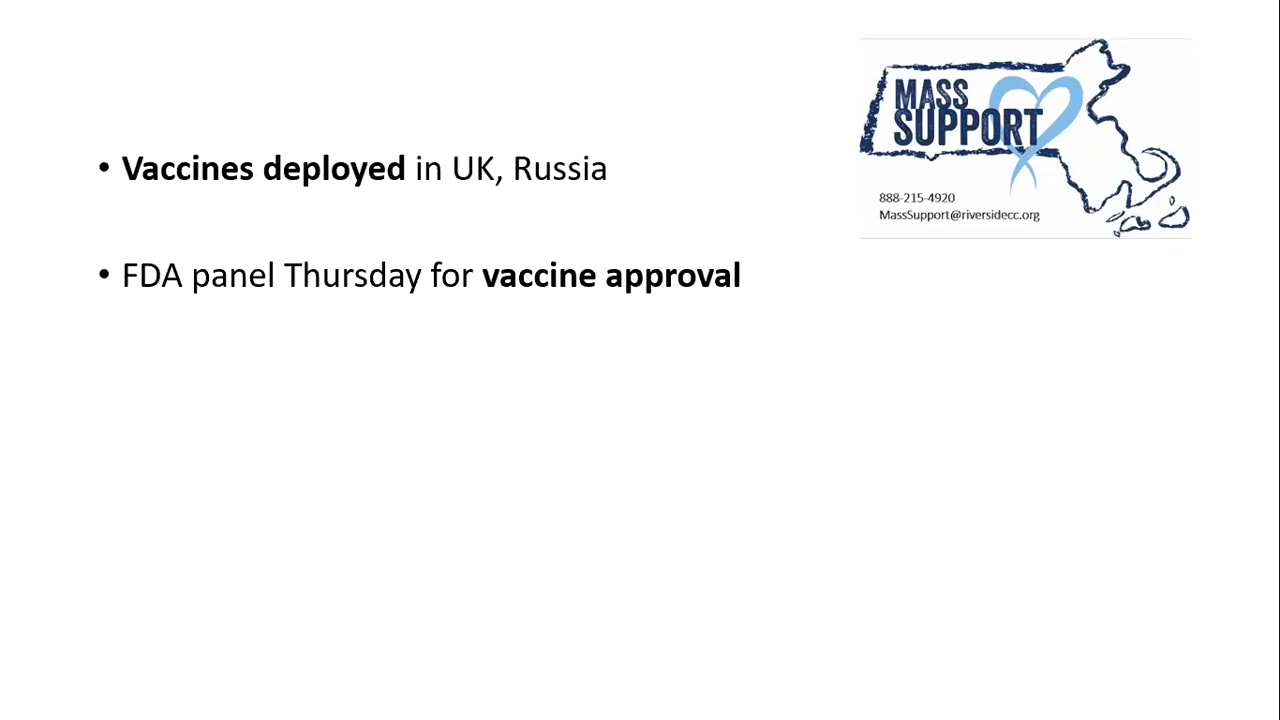 • Vaccines deployed in UK, Russia
• FDA panel Thursday for vaccine approval
MASS
SUPPORT
888-215-4920
MassSupport@riversidecc.org